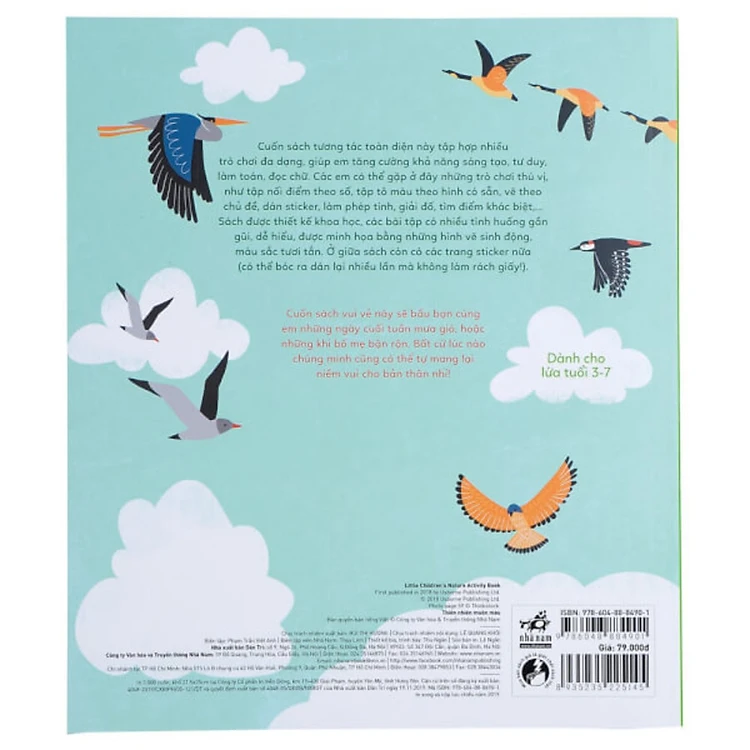 Cuốn sách tương tác toàn diện này tập hợp nhiều
trò chơi đa dạng, giúp em tăng cường khả năng sáng tạo, tư duy,
làm toán, đọc chữ. Các em có thể gặp ở đây những trò chơi thú vị,
như tập nối điểm theo số, tập tô màu theo hình có sẵn, vẽ theo
chủ đề, dán sticker, làm phép tính, giải đố, tìm điểm khác biệt,...
Sách được thiết kế khoa học, các bài tập có nhiều tình huống gần
gũi, dễ hiểu, được minh họa bằng những hình vẽ sinh động,
màu sắc tươi tắn. Ở giữa sách còn có các trang sticker nữa
(có thể bóc ra dán lại nhiều lần mà không làm rách giấy!).
Cuốn sách vui vẻ này sẽ bầu bạn cùng
em những ngày cuối tuần mưa gió, hoặc
những khi bố mẹ bận rộn. Bất cứ lúc nào
chúng mình cũng có thể tự mang lại
niềm vui cho bản thân nhỉ!
Dành cho
lứa tuổi 3-7
Little Children's Nature Activity Book
First published in 2018 by Usborne Publishing Ltd.
© 2018 Usborne Publishing Ltd.
Thiên nhiên muôn màu
Bản quyền bản tiếng Việt © Công ty Văn hóa & Truyền thông Nhã Nam
nhã nam
ISBN: 978-604-88-8490-1
9 786048 884901
Giá: 79.000đ
8 935235 225145